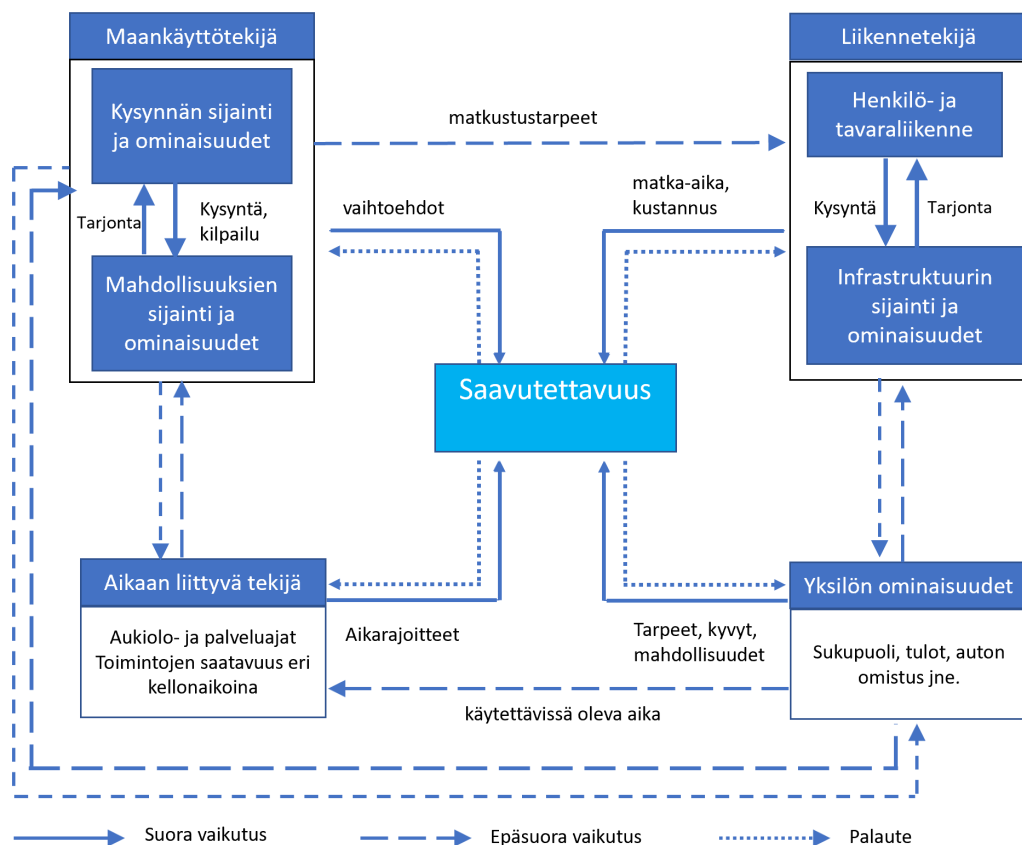 Maankäyttötekijä
Kysynnän sijainti
ja ominaisuudet
Tarjonta
Kysyntä,
kilpailu
Mahdollisuuksien
sijainti ja
ominaisuudet
matkustustarpeet
Liikennetekijä
Henkilö- ja
tavaraliikenne
Kysyntä
Tarjonta
Infrastruktuurin
sijainti ja
ominaisuudet
vaihtoehdot
matka-aika,
kustannus
Saavutettavuus
Aikaan liittyvä tekijä
Aukiolo- ja palveluajat
Toimintojen saatavuus eri
kellonaikoina
Aikarajoitteet
Tarpeet, kyvyt,
mahdollisuudet
Yksilön ominaisuudet
Sukupuoli, tulot, auton
omistus jne.
käytettävissä oleva aika
Suora vaikutus
Epäsuora vaikutus
Palaute